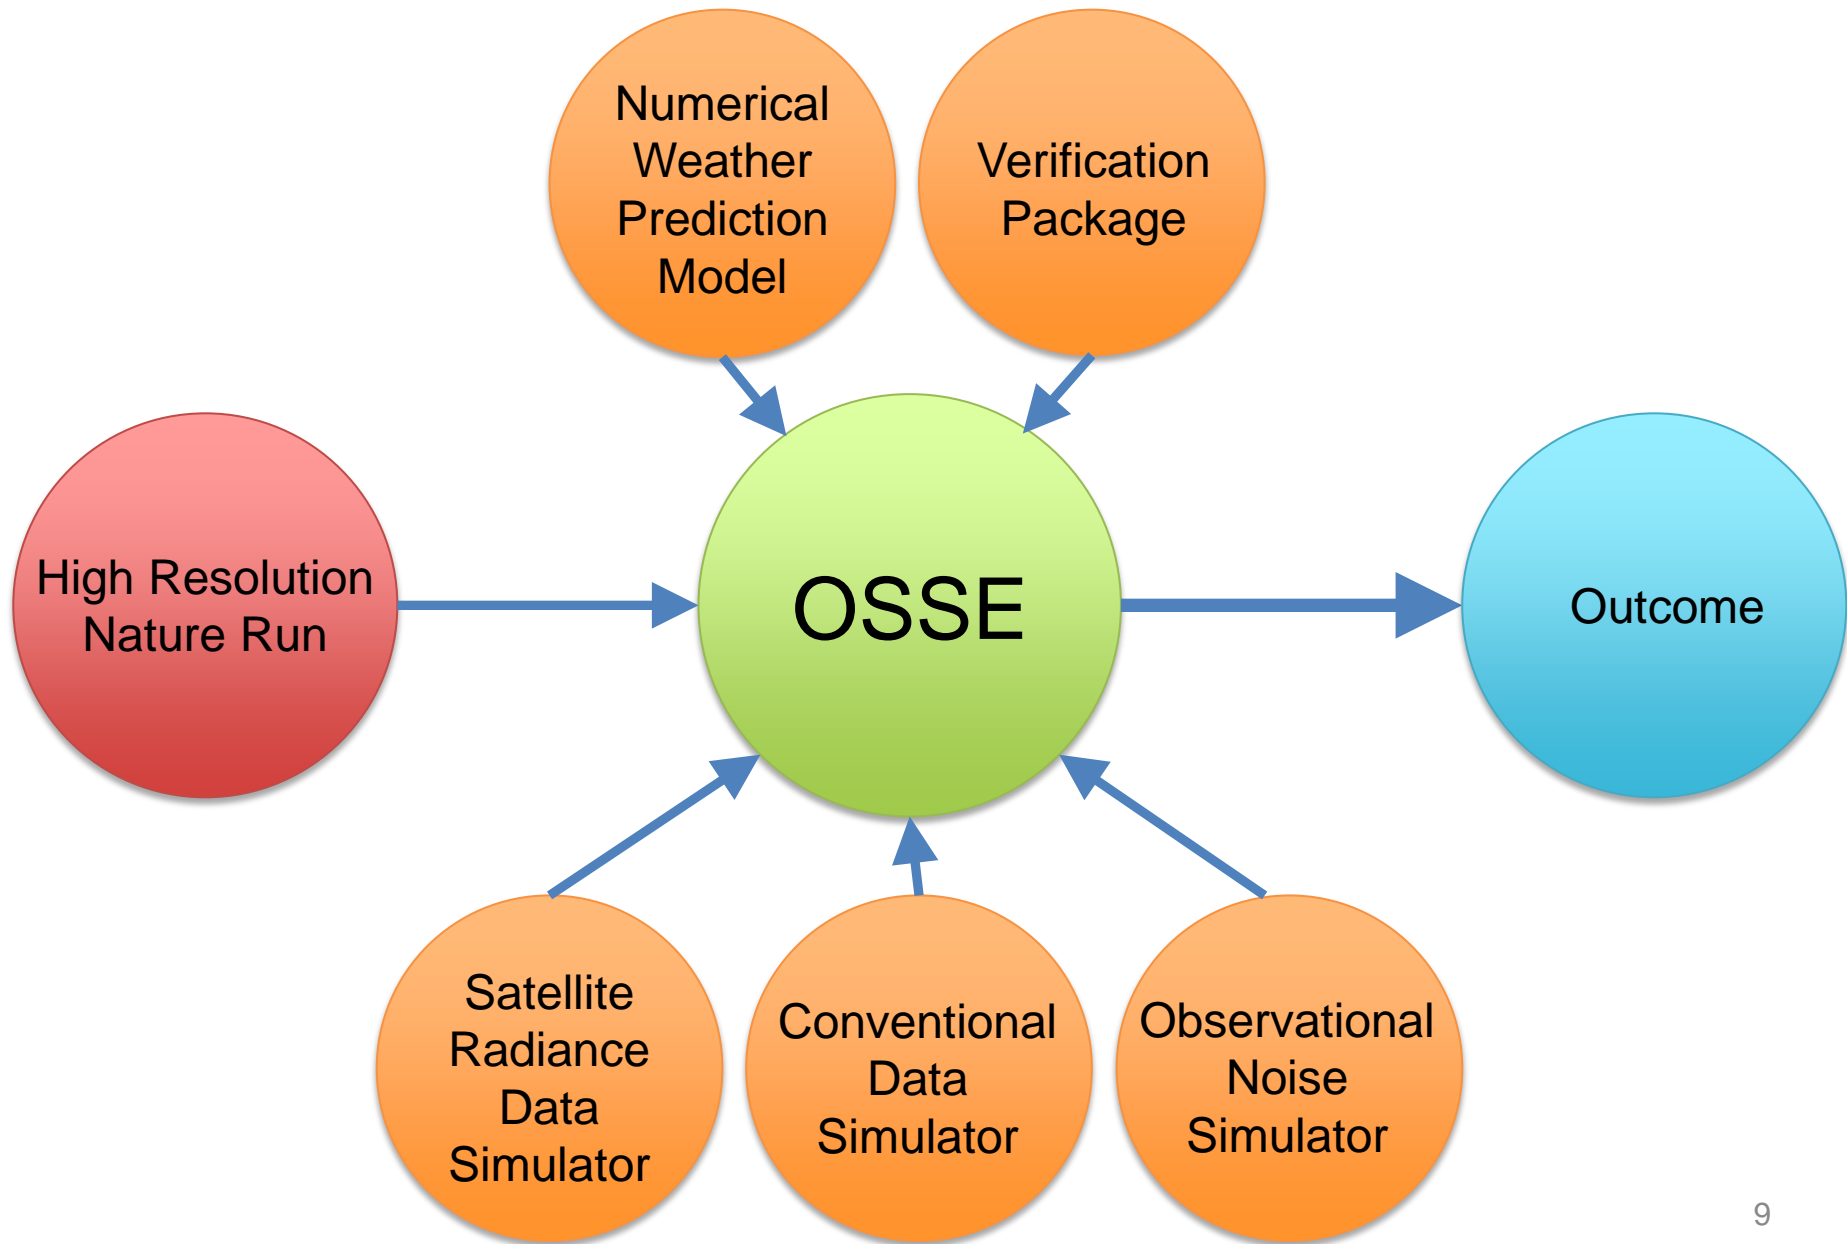 Numerical
Weather
Prediction
Model
Verification
Package
High Resolution
Nature Run
OSSE
Outcome
Satellite
Radiance
Data
Simulator
Conventional
Data
Simulator
Observational
Noise
Simulator
9